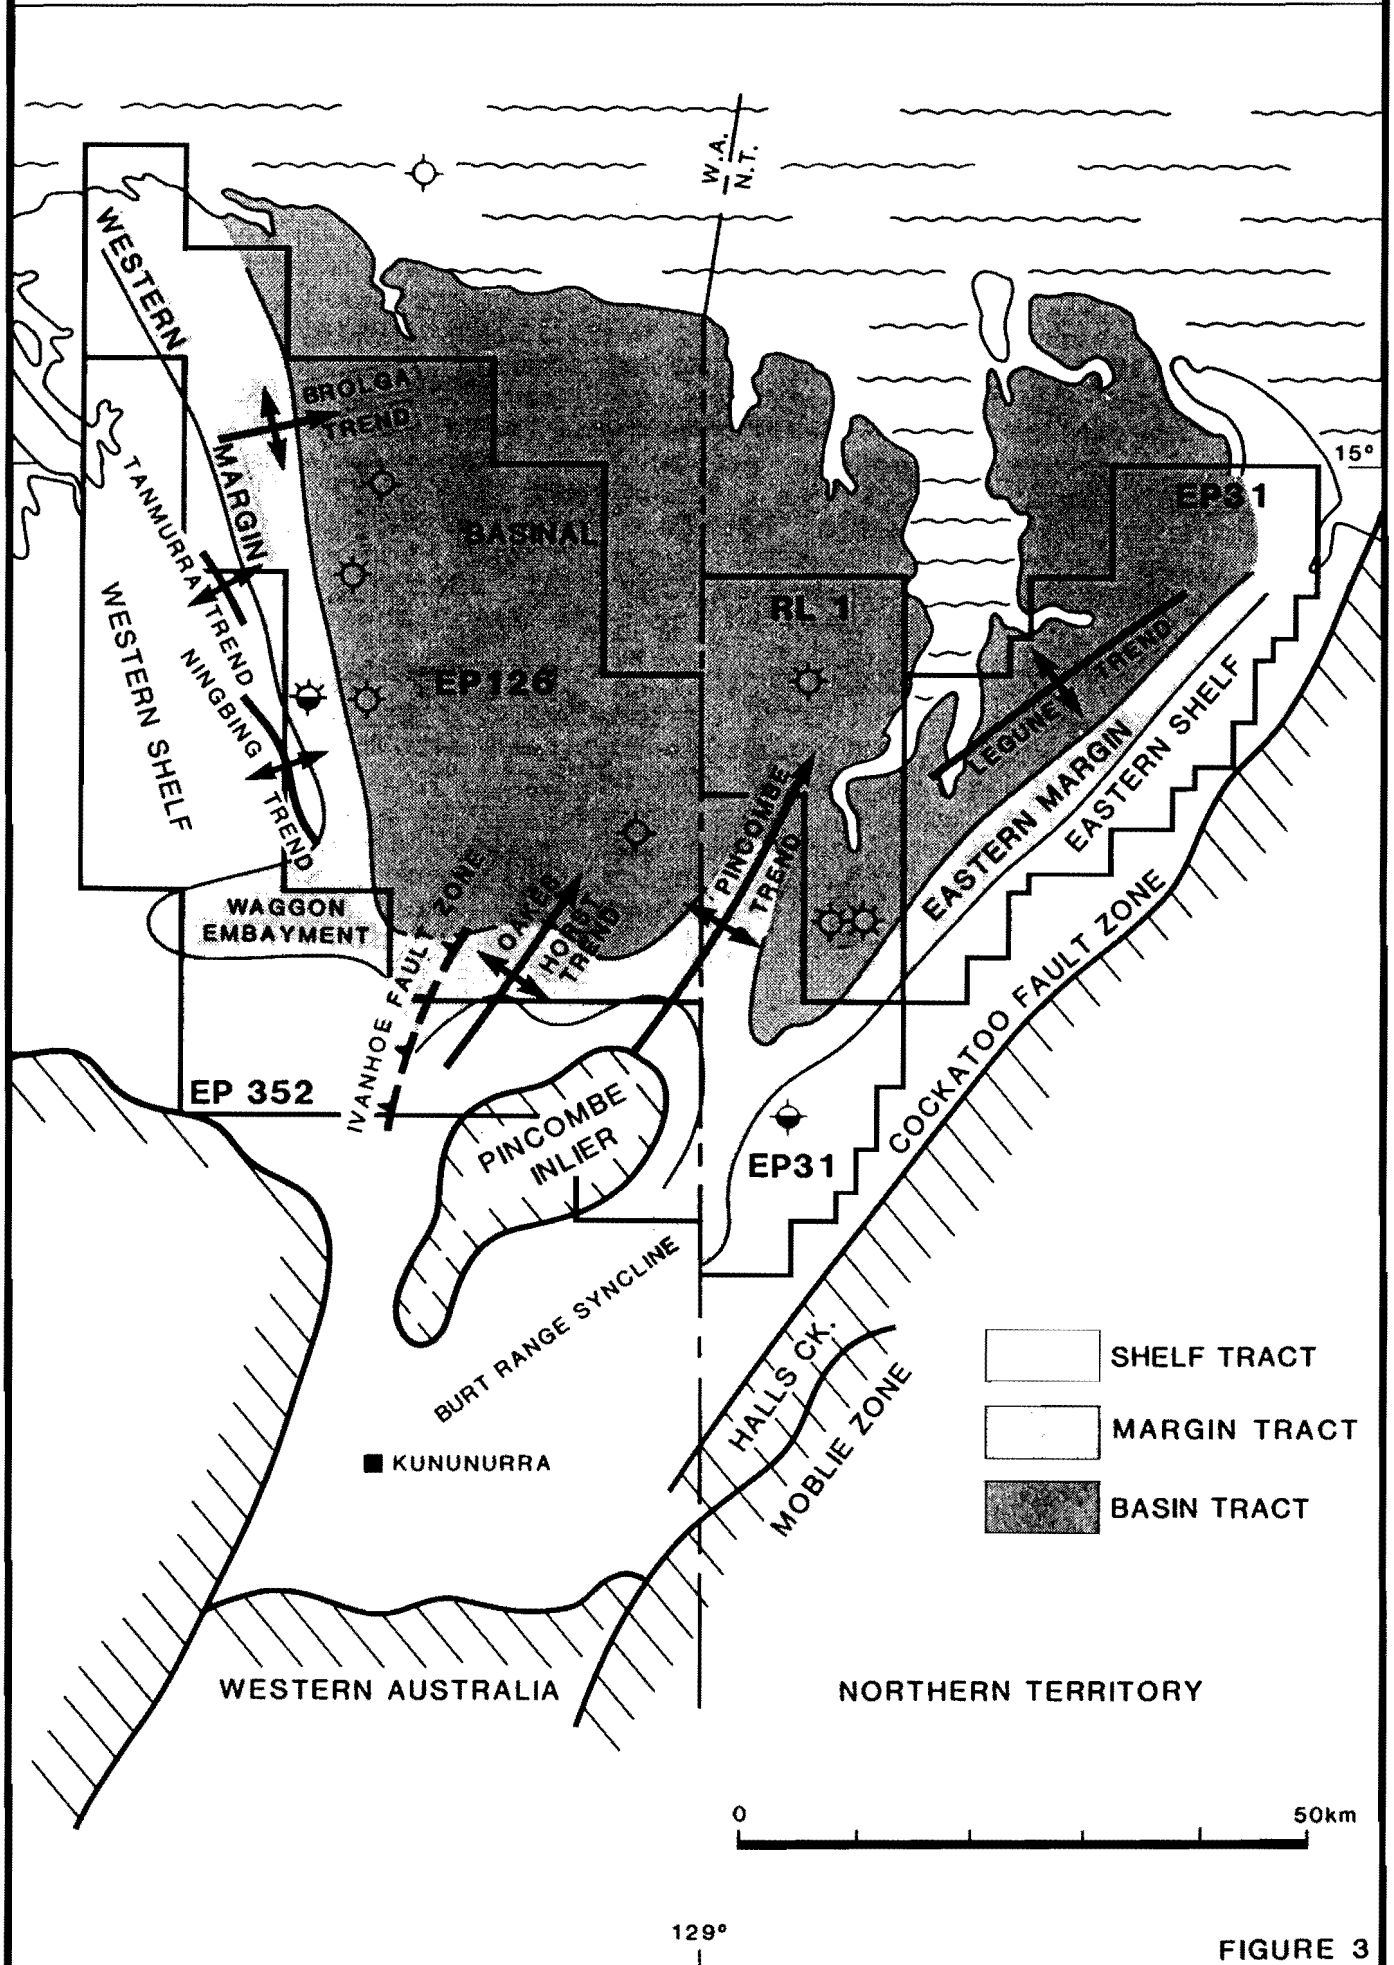 W.A.
N.T.
WESTERN
MARGIN
BROLGA
TREND
15°
EP31
TANMURRA
TREND
BASINAL
WESTERN SHELF
RL 1
NINGBING
TREND
EP126
LEGUNE
TREND
EASTERN MARGIN
EASTERN SHELF
PINCOMBE
TREND
WAGGON
EMBAYMENT
IVANHOE FAULT ZONE
OAKES
HORST
TREND
COCKATOO FAULT ZONE
EP 352
PINCOMBE
INLIER
EP31
BURT RANGE SYNCLINE
HALLS CK.
MOBLIE ZONE
KUNUNURRA
SHELF TRACT
MARGIN TRACT
BASIN TRACT
WESTERN AUSTRALIA
NORTHERN TERRITORY
0
50km
129°
FIGURE 3